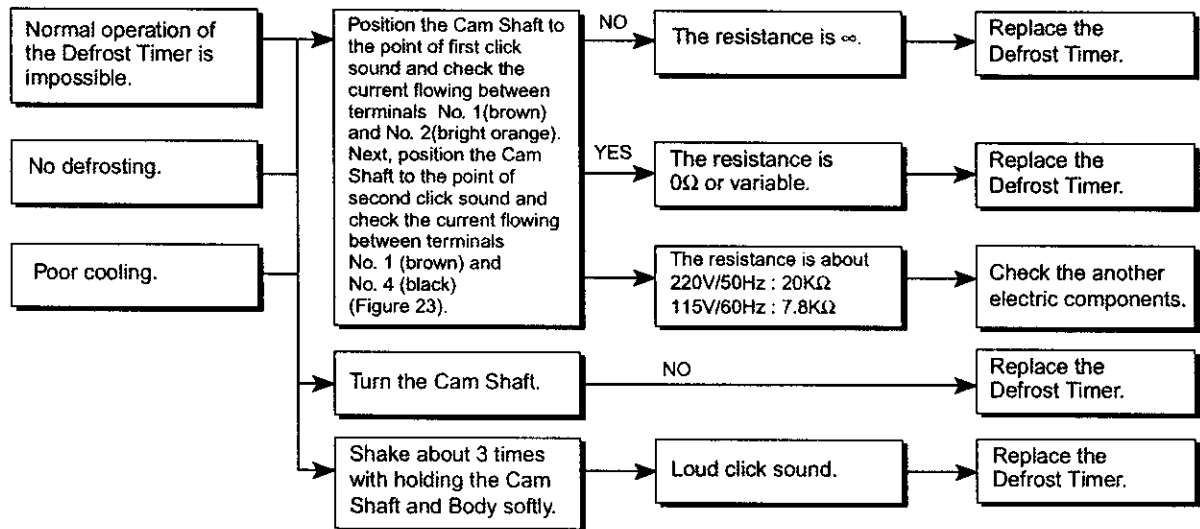 Normal operation of
the Defrost Timer is
impossible.
No defrosting.
Poor cooling.
Position the Cam Shaft to
the point of first click
sound and check the
current flowing between
terminals No. 1(brown)
and No. 2(bright orange).
Next, position the Cam
Shaft to the point of
second click sound and
check the current flowing
between terminals
No. 1 (brown) and
No. 4 (black)
(Figure 23).
NO
The resistance is ∞.
Replace the
Defrost Timer.
YES
The resistance is
0Ω or variable.
Replace the
Defrost Timer.
The resistance is about
220V/50Hz : 20KΩ
115V/60Hz : 7.8KΩ
Check the another
electric components.
Turn the Cam Shaft.
NO
Replace the
Defrost Timer.
Shake about 3 times
with holding the Cam
Shaft and Body softly.
Loud click sound.
Replace the
Defrost Timer.